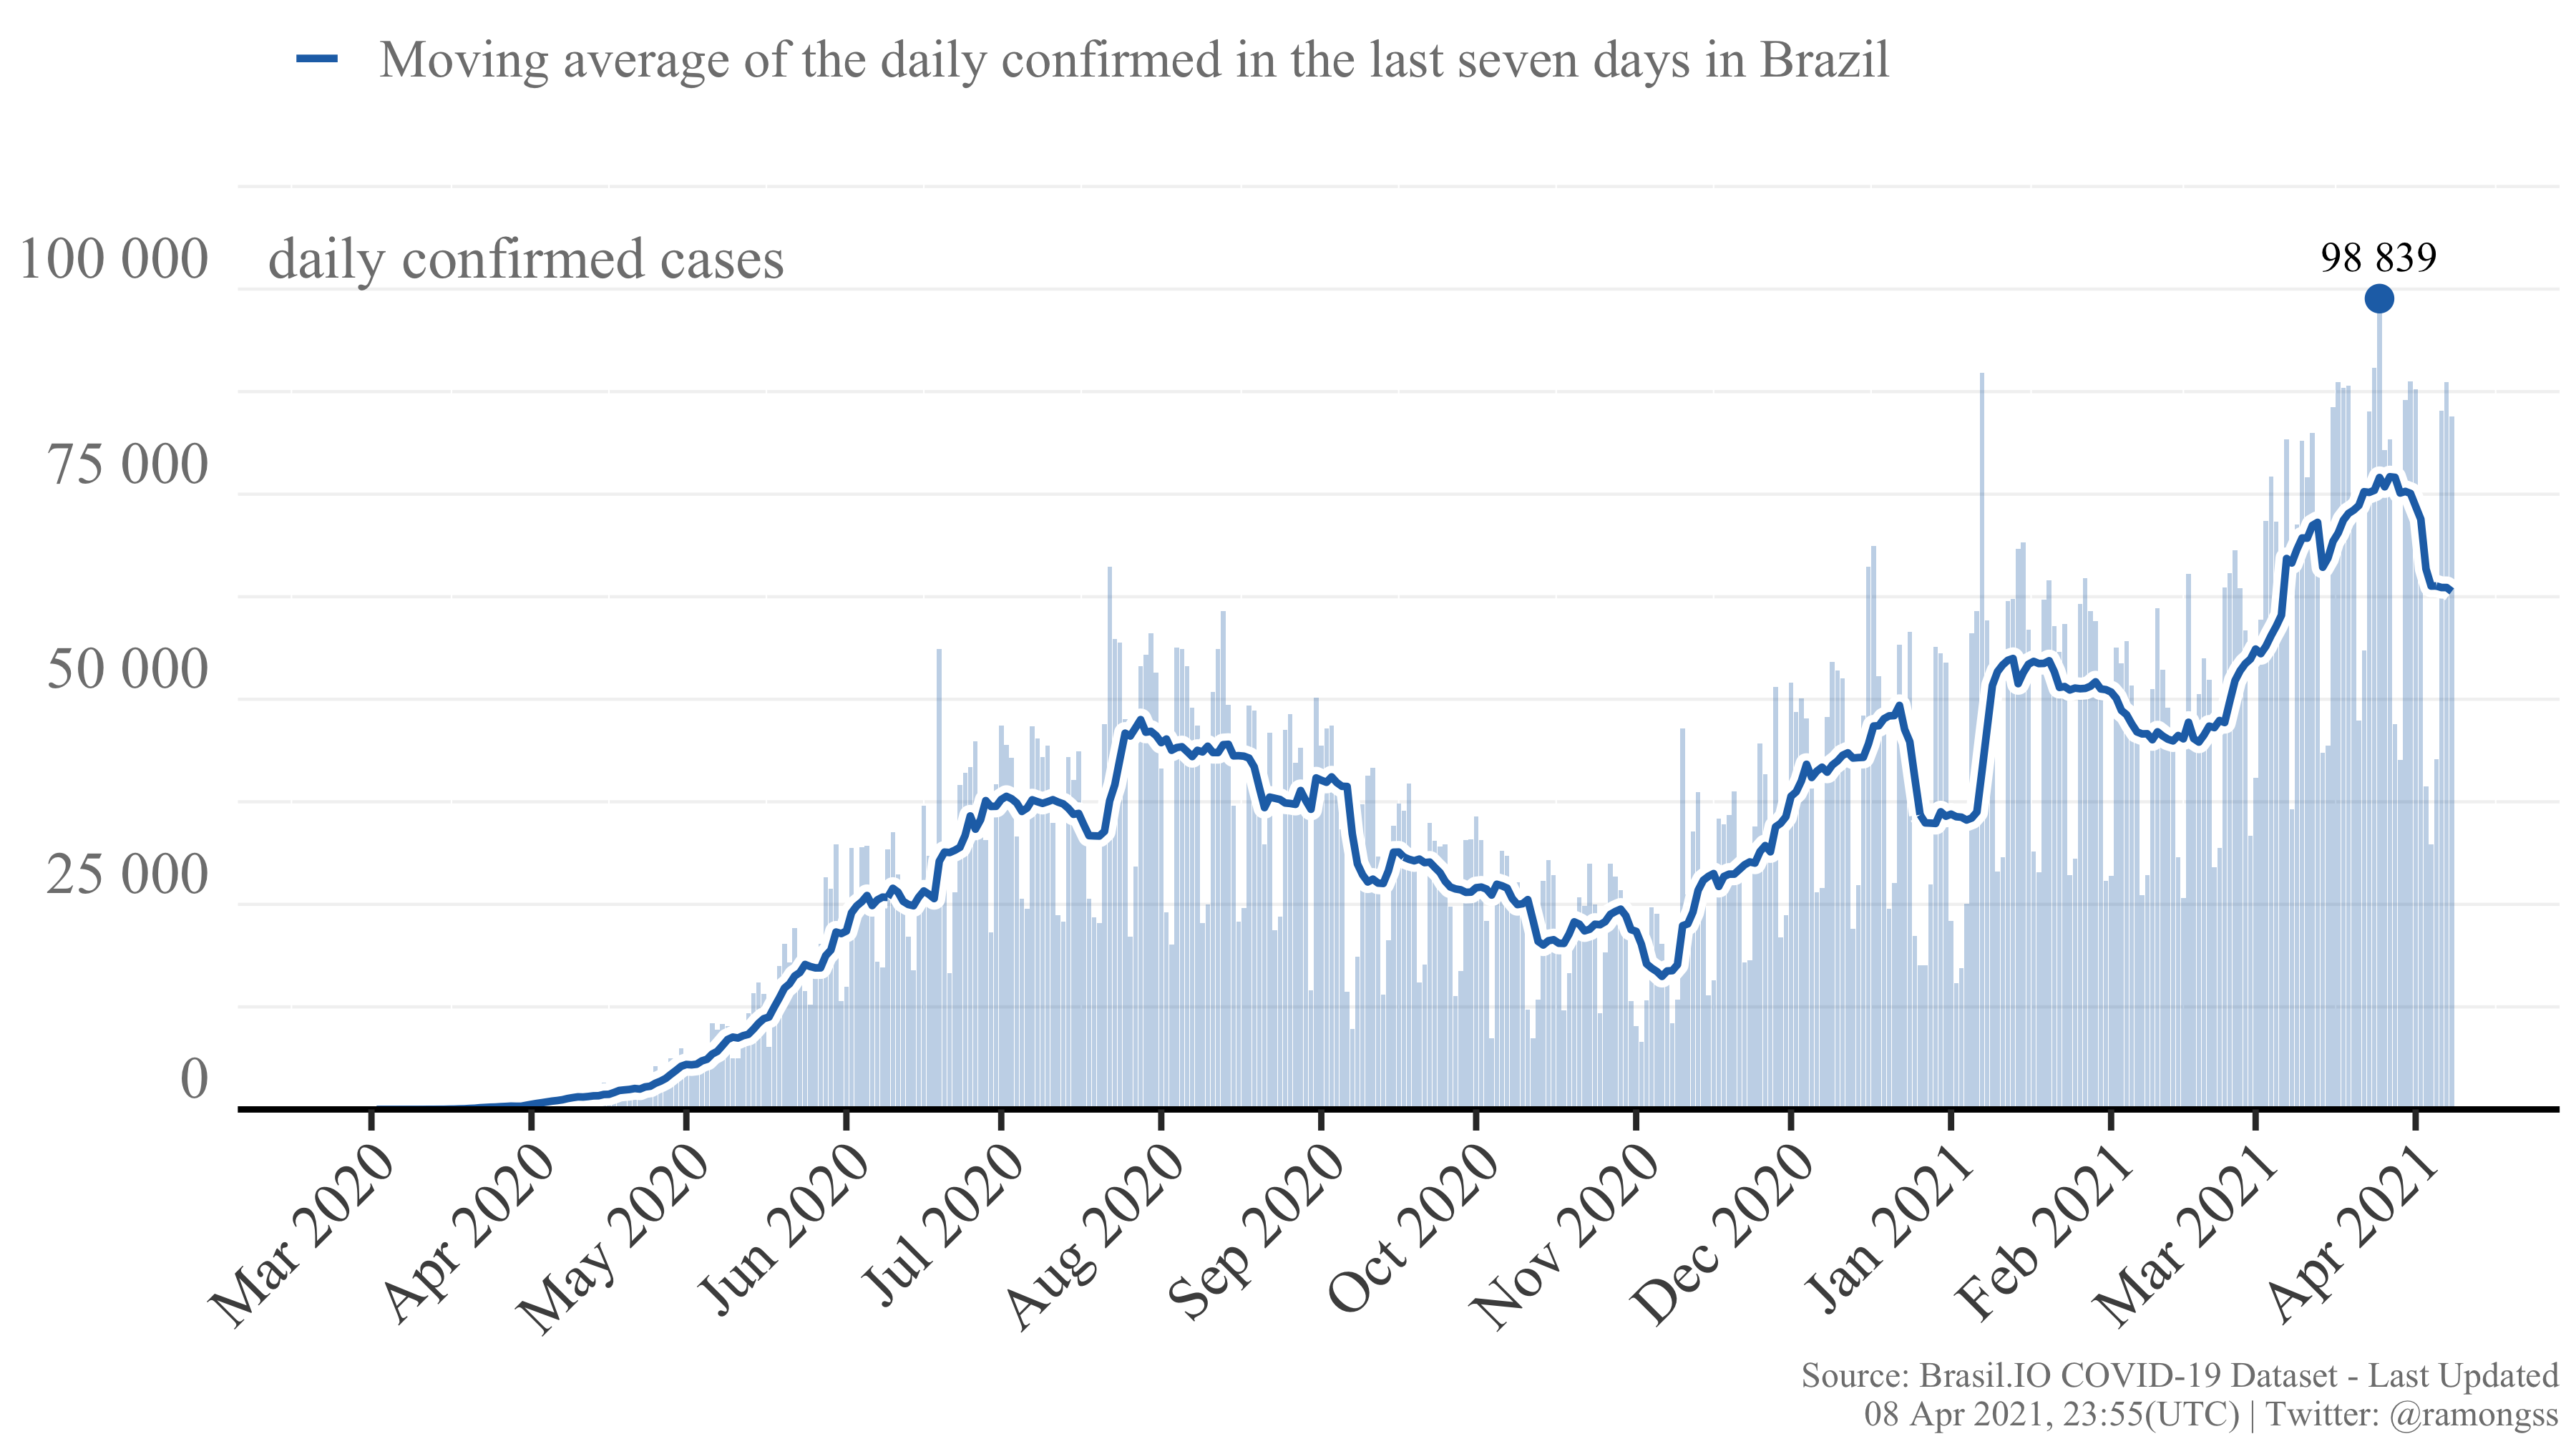 Moving average of the daily confirmed in the last seven days in Brazil
daily confirmed cases
98 839
100 000
75 000
50 000
25 000
0
Mar 2020
Apr 2020
May 2020
Jun 2020
Jul 2020
Aug 2020
Sep 2020
Oct 2020
Nov 2020
Dec 2020
Jan 2021
Feb 2021
Mar 2021
Apr 2021
Source: Brasil.IO COVID-19 Dataset - Last Updated
08 Apr 2021, 23:55(UTC) | Twitter: @ramongss